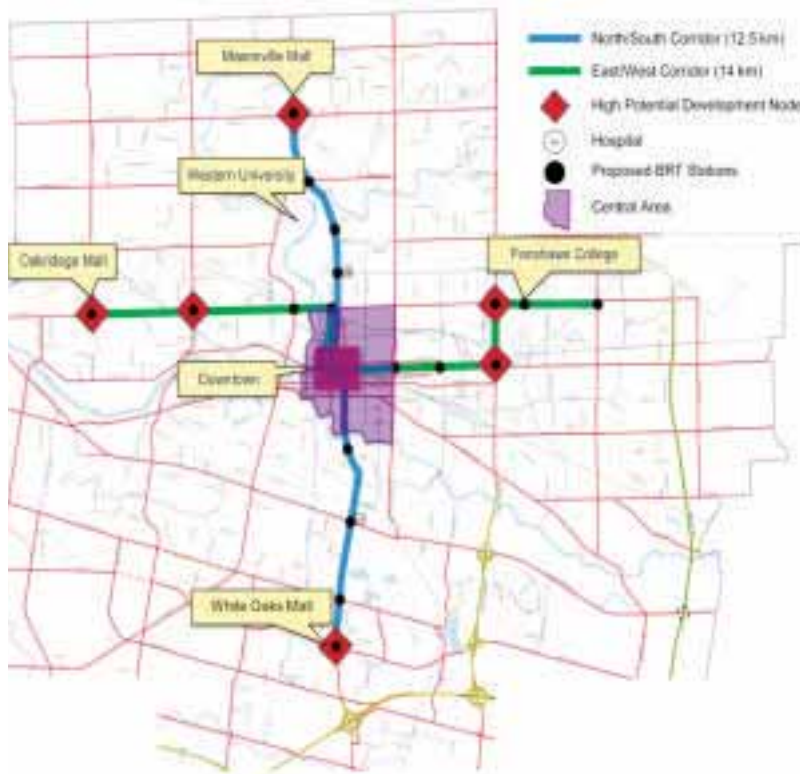 Masonville Mall
North/South Corridor (12.5 km)
East/West Corridor (14 km)
High Potential Development Node
Hospital
Proposed BRT Stations
Central Area
Western University
Oakridge Mall
Fanshawe College
Downtown
White Oaks Mall